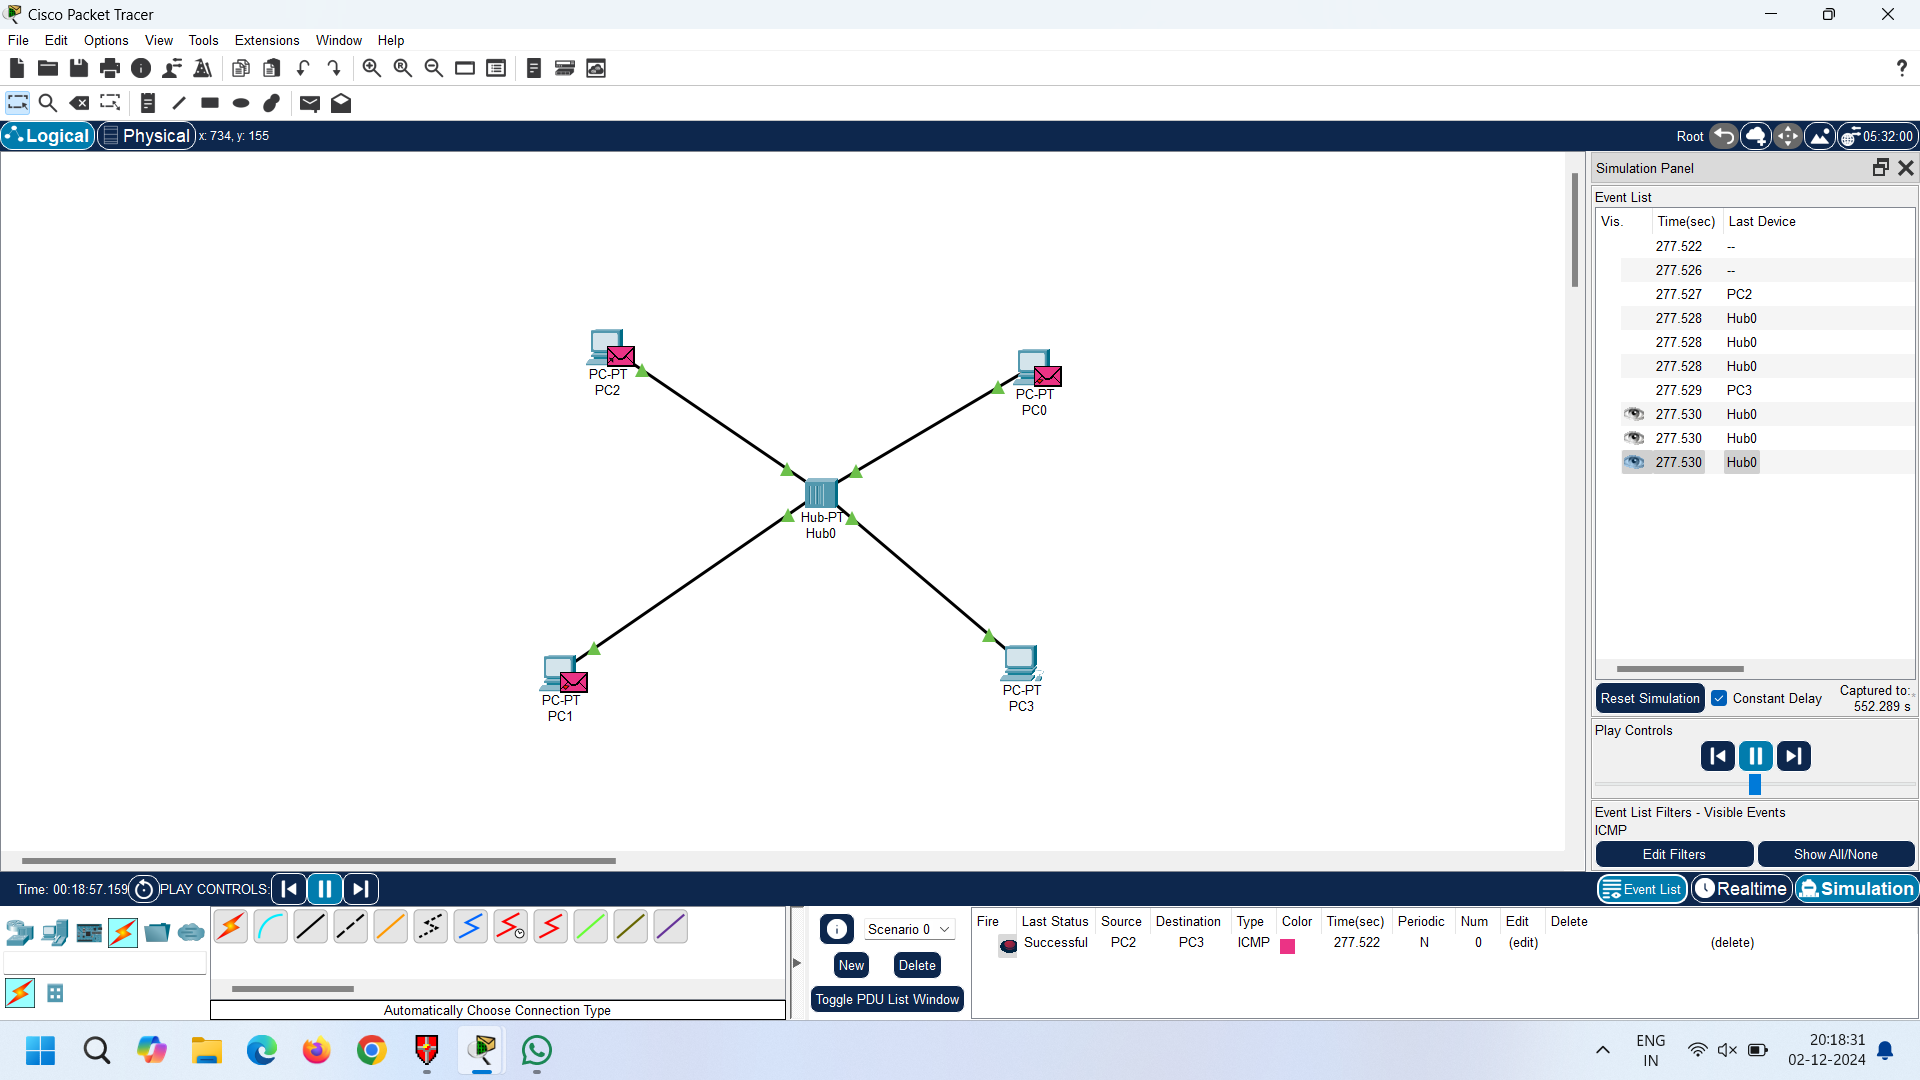 Cisco Packet Tracer
File Edit Options View Tools Extensions Window Help
?
Logical Physical x: 734, y: 155 Root 05:32:00
Simulation Panel
Event List
Vis. Time(sec) Last Device
277.522 --
277.526 --
277.527 PC2
277.528 Hub0
277.528 Hub0
277.528 Hub0
277.529 PC3
277.530 Hub0
277.530 Hub0
277.530 Hub0
PC-PT
PC2
PC-PT
PC0
Hub-PT
Hub0
PC-PT
PC1
PC-PT
PC3
Reset Simulation Constant Delay Captured to:
552.289 s
Play Controls
Event List Filters - Visible Events
ICMP
Edit Filters Show All/None
Time: 00:18:57.159 PLAY CONTROLS: Event List Realtime Simulation
Scenario 0
New Delete
Toggle PDU List Window
Fire Last Status Source Destination Type Color Time(sec) Periodic Num Edit Delete
Successful PC2 PC3 ICMP 277.522 N 0 (edit) (delete)
Automatically Choose Connection Type
ENG
IN
20:18:31
02-12-2024